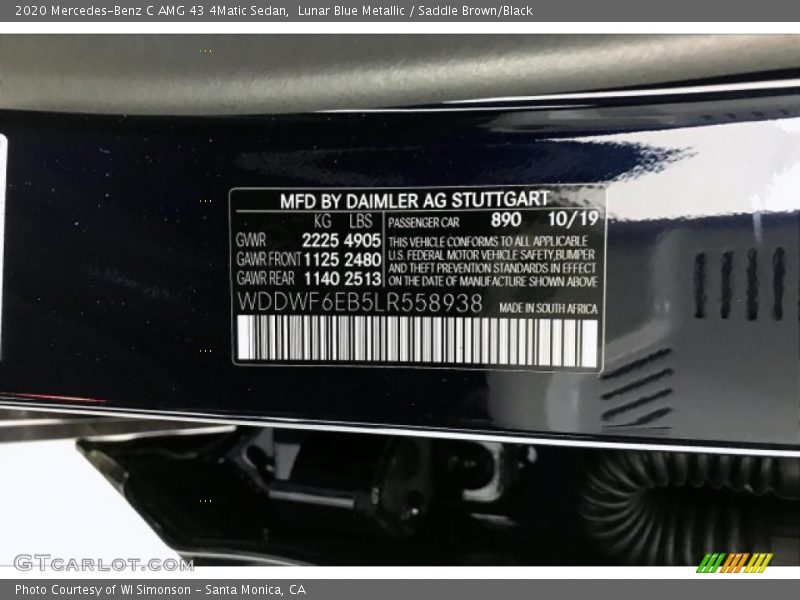 2020 Mercedes-Benz C AMG 43 4Matic Sedan,  Lunar Blue Metallic / Saddle Brown/Black
MFD BY DAIMLER AG STUTTGART
KG LBS PASSENGER CAR 890 10/19
GVWR 2225 4905 THIS VEHICLE CONFORMS TO ALL APPLICABLE
GAWR FRONT 1125 2480 U.S. FEDERAL MOTOR VEHICLE SAFETY,BUMPER
GAWR REAR 1140 2513 AND THEFT PREVENTION STANDARDS IN EFFECT
ON THE DATE OF MANUFACTURE SHOWN ABOVE
WDDWF6EB5LR558938 MADE IN SOUTH AFRICA
GTcarlot.com
Photo Courtesy of WI Simonson - Santa Monica, CA